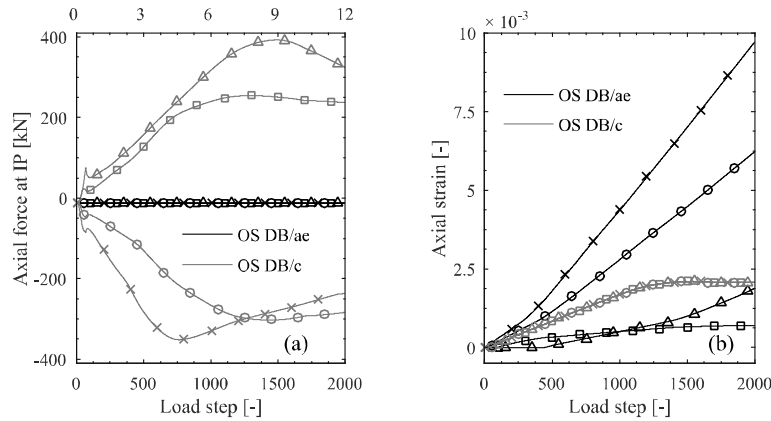 0 3 6 9 12
400
200
0
-200
-400
Axial force at IP [kN]
OS DB/ae
OS DB/c
(a)
0 500 1000 1500 2000
Load step [-]
10 × 10⁻³
7.5
5
2.5
0
Axial strain [-]
OS DB/ae
OS DB/c
(b)
0 500 1000 1500 2000
Load step [-]